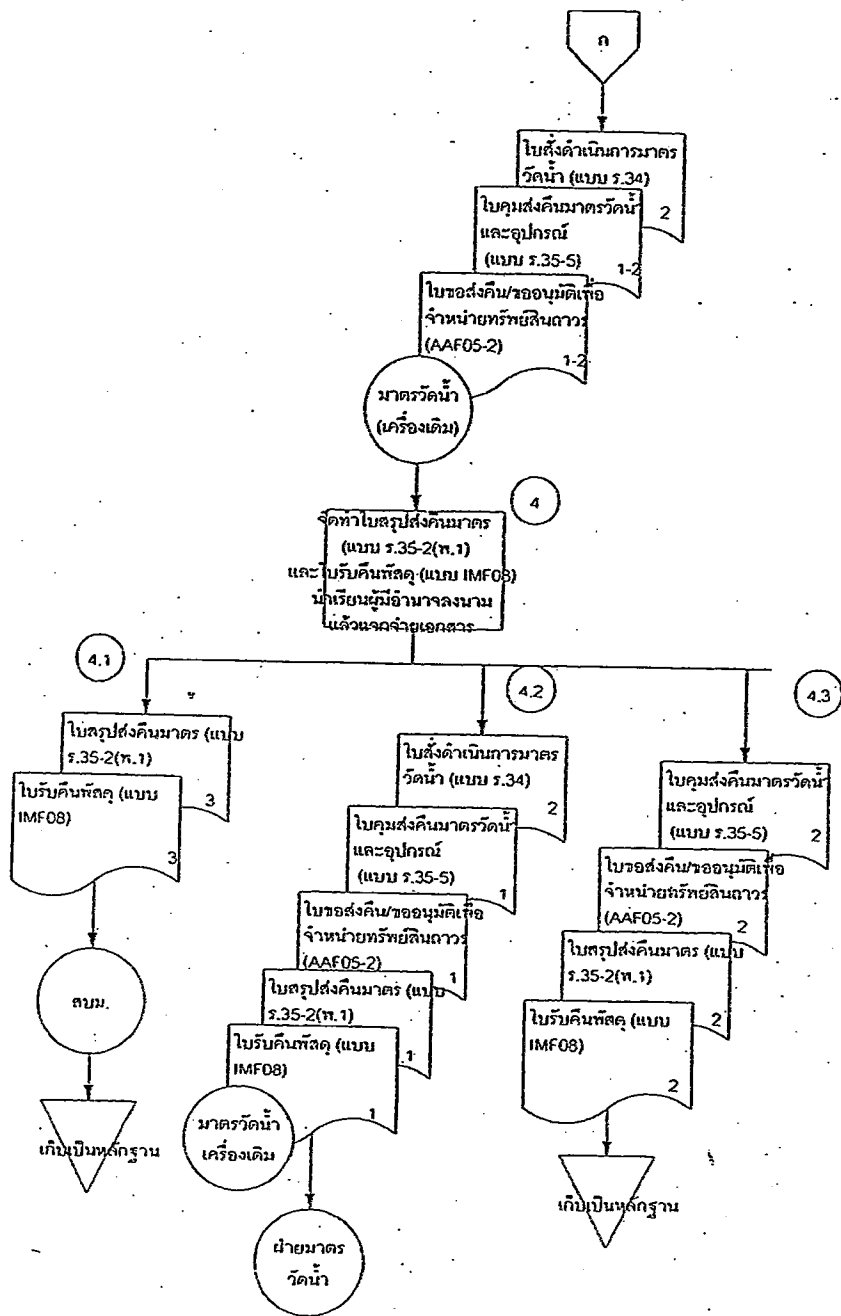 ก
ใบสั่งดำเนินการมาตร
วัดน้ำ (แบบ ร.34)
2
ใบคุมส่งคืนมาตรวัดน้ำ
และอุปกรณ์
(แบบ ร.35-5)
1-2
ใบขอส่งคืน/ขออนุมัติเพื่อ
จำหน่ายทรัพย์สินถาวร
(AAF05-2)
1-2
มาตรวัดน้ำ
(เครื่องเดิม)
4
จัดทำใบสรุปส่งคืนมาตร
(แบบ ร.35-2(พ.1)
และใบรับคืนพัสดุ (แบบ IMF08)
นำเรียนผู้มีอำนาจลงนาม
แล้วแจกจ่ายเอกสาร
4.1
ใบสรุปส่งคืนมาตร (แบบ
ร.35-2(พ.1)
3
ใบรับคืนพัสดุ (แบบ
IMF08)
3
สบม.
เก็บเป็นหลักฐาน
4.2
ใบสั่งดำเนินการมาตร
วัดน้ำ (แบบ ร.34)
2
ใบคุมส่งคืนมาตรวัดน้ำ
และอุปกรณ์
(แบบ ร.35-5)
1
ใบขอส่งคืน/ขออนุมัติเพื่อ
จำหน่ายทรัพย์สินถาวร
(AAF05-2)
1
ใบสรุปส่งคืนมาตร (แบบ
ร.35-2(พ.1)
1
ใบรับคืนพัสดุ (แบบ
IMF08)
1
มาตรวัดน้ำ
เครื่องเดิม
ฝ่ายมาตร
วัดน้ำ
4.3
ใบคุมส่งคืนมาตรวัดน้ำ
และอุปกรณ์
(แบบ ร.35-5)
2
ใบขอส่งคืน/ขออนุมัติเพื่อ
จำหน่ายทรัพย์สินถาวร
(AAF05-2)
2
ใบสรุปส่งคืนมาตร (แบบ
ร.35-2(พ.1)
2
ใบรับคืนพัสดุ (แบบ
IMF08)
2
เก็บเป็นหลักฐาน